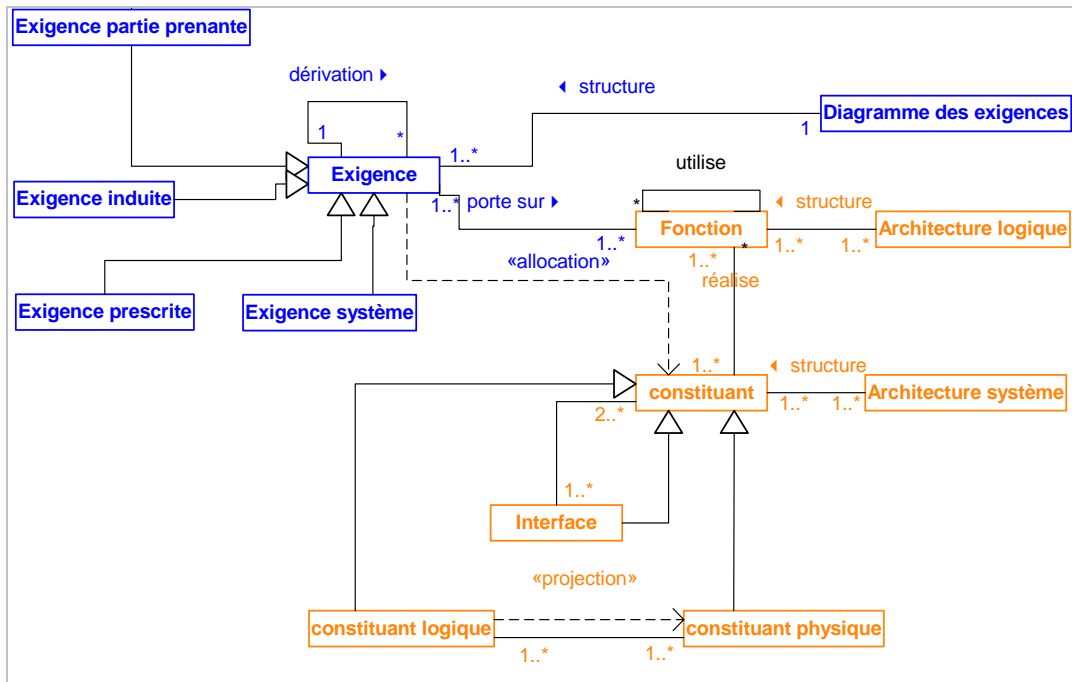 Exigence partie prenante
dérivation
structure
Diagramme des exigences
1
*
1
1..*
utilise
Exigence
Exigence induite
1..*
porte sur
*
structure
Fonction
Architecture logique
1..*
1..*
*
1..*
1..*
«allocation»
réalise
Exigence prescrite
Exigence système
1..*
structure
constituant
Architecture système
2..*
1..*
1..*
1..*
Interface
«projection»
constituant logique
constituant physique
1..*
1..*